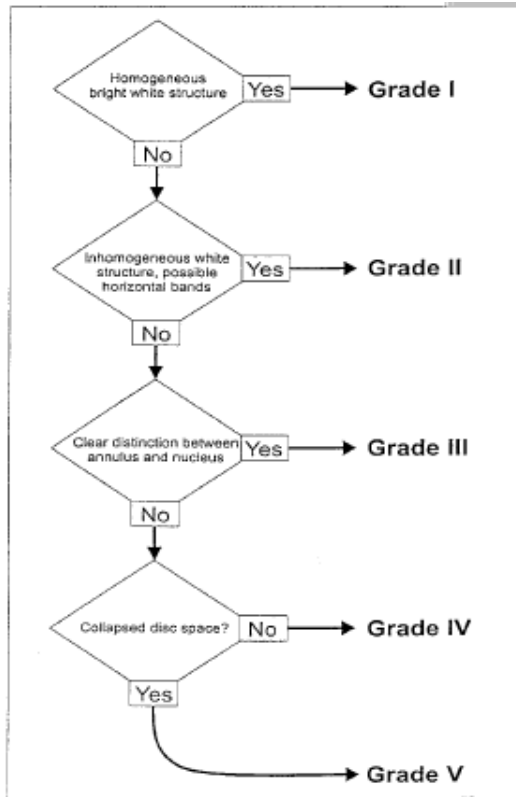 Homogeneous
bright white structure
Yes
Grade I
No
Inhomogeneous white
structure, possible
horizontal bands
Yes
Grade II
No
Clear distinction between
annulus and nucleus
Yes
Grade III
No
Collapsed disc space?
No
Grade IV
Yes
Grade V